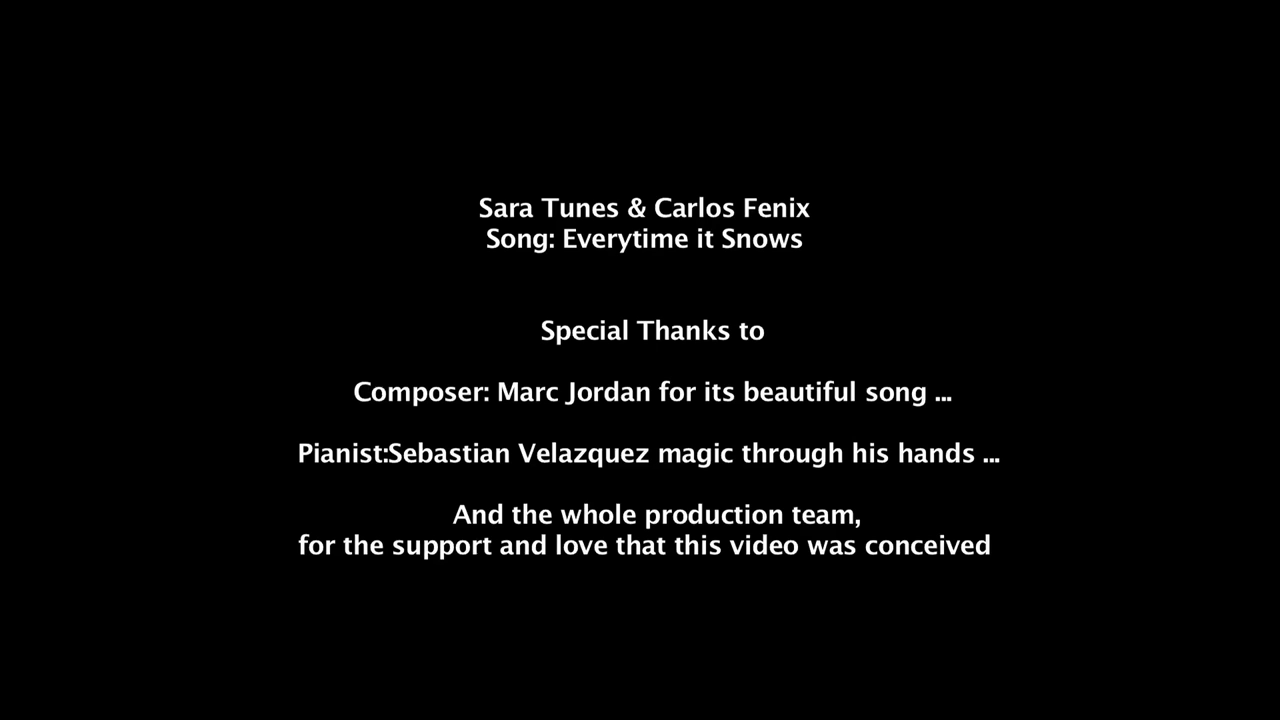 Sara Tunes & Carlos Fenix
Song: Everytime it Snows
Special Thanks to
Composer: Marc Jordan for its beautiful song ...
Pianist:Sebastian Velazquez magic through his hands ...
And the whole production team,
for the support and love that this video was conceived